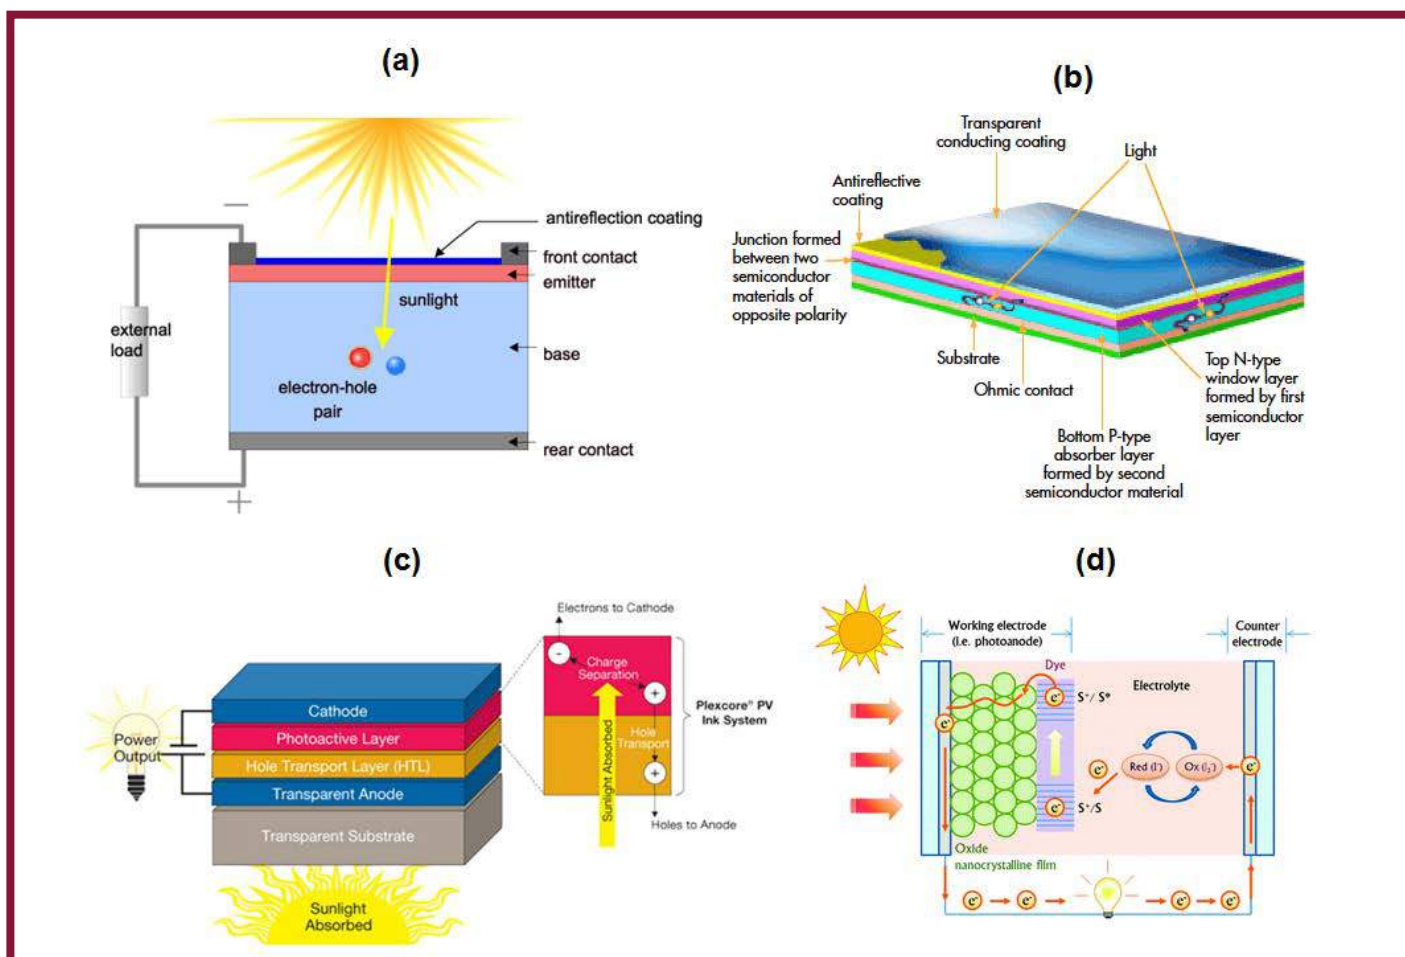 (a)
antireflection coating
front contact
emitter
sunlight
external
load
base
electron-hole
pair
rear contact
(b)
Transparent
conducting coating
Light
Antireflective
coating
Junction formed
between two
semiconductor
materials of
opposite polarity
Substrate
Ohmic contact
Top N-type
window layer
formed by first
semiconductor
layer
Bottom P-type
absorber layer
formed by second
semiconductor material
(c)
Electrons to Cathode
Charge
Separation
Plexcore® PV
Ink System
Hole
Transport
Sunlight Absorbed
Holes to Anode
Cathode
Photoactive Layer
Hole Transport Layer (HTL)
Transparent Anode
Transparent Substrate
Power
Output
Sunlight
Absorbed
(d)
Working electrode
(i.e. photoanode)
Counter
electrode
Dye
Electrolyte
e⁻
S⁺/ S*
e⁻
e⁻
Red (I⁻)
Ox (I₃⁻)
e⁻
e⁻
S⁺/S
Oxide
nanocrystalline film
e⁻
e⁻
e⁻
e⁻